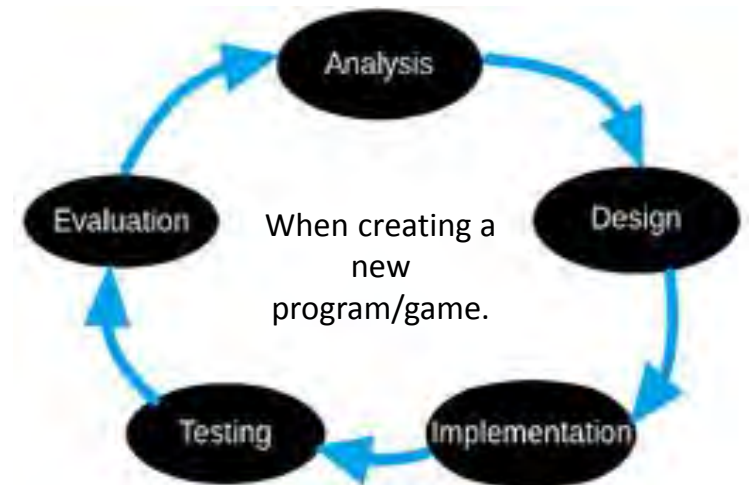 Analysis
Design
Implementation
Testing
Evaluation
When creating a
new
program/game.